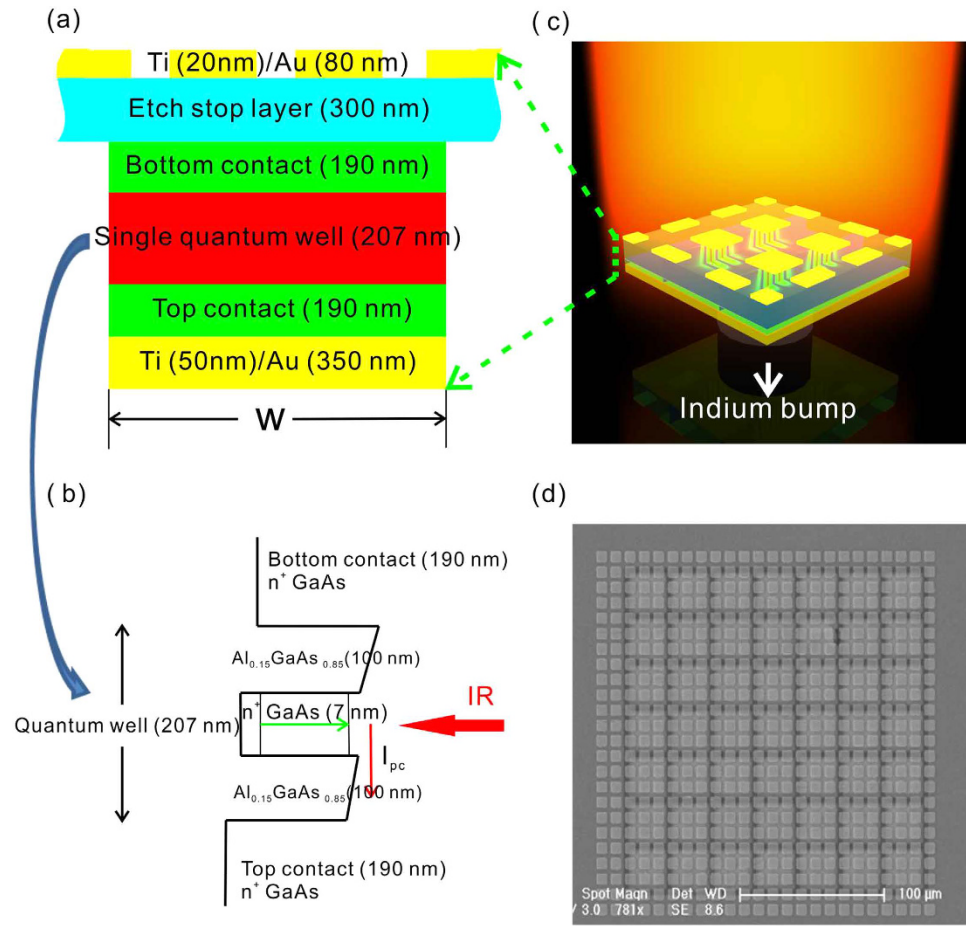 (a)
Ti (20nm)/Au (80 nm)
Etch stop layer (300 nm)
Bottom contact (190 nm)
Single quantum well (207 nm)
Top contact (190 nm)
Ti (50nm)/Au (350 nm)
W
( c)
Indium bump
( b)
Bottom contact (190 nm)
n+ GaAs
Al0.15GaAs 0.85(100 nm)
Quantum well (207 nm)
n+ GaAs (7 nm)
IR
Ipc
Al0.15GaAs 0.85(100 nm)
Top contact (190 nm)
n+ GaAs
(d)
Spot Magn Det WD
/ 3.0 781x SE 8.6
100 µm